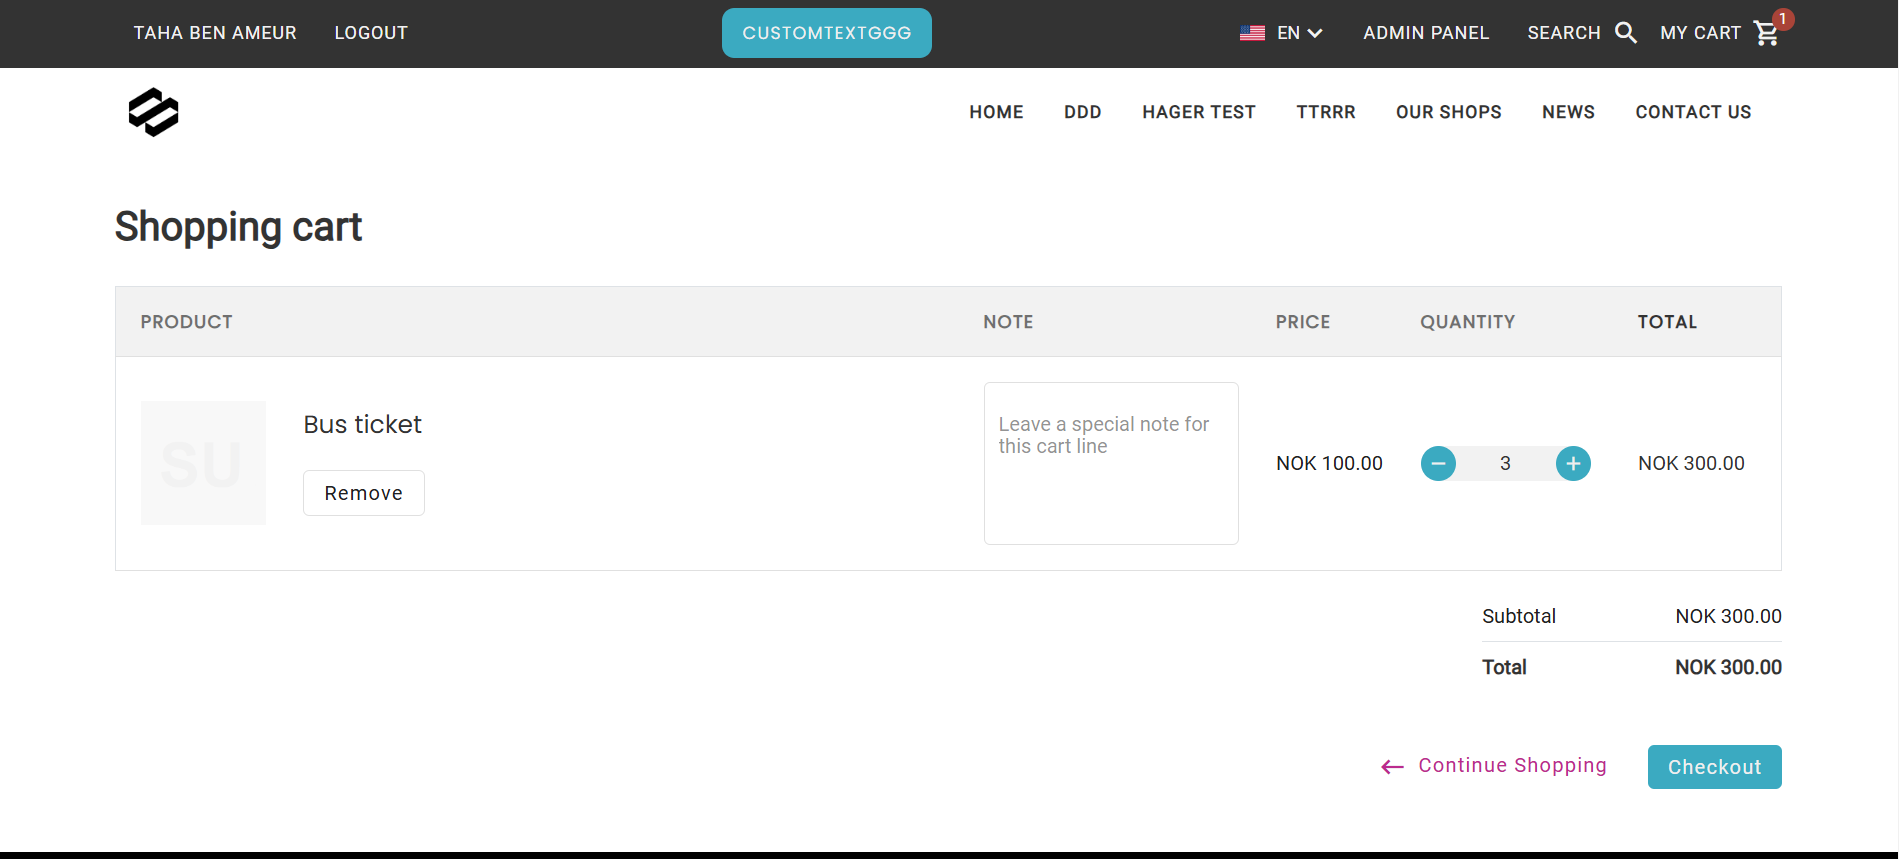 TAHA BEN AMEUR LOGOUT CUSTOMTEXTGGG EN ADMIN PANEL SEARCH MY CART 1
HOME DDD HAGER TEST TTRRR OUR SHOPS NEWS CONTACT US
Shopping cart
PRODUCT NOTE PRICE QUANTITY TOTAL
SU
Bus ticket
Remove
Leave a special note for
this cart line
NOK 100.00 3 NOK 300.00
Subtotal NOK 300.00
Total NOK 300.00
Continue Shopping Checkout